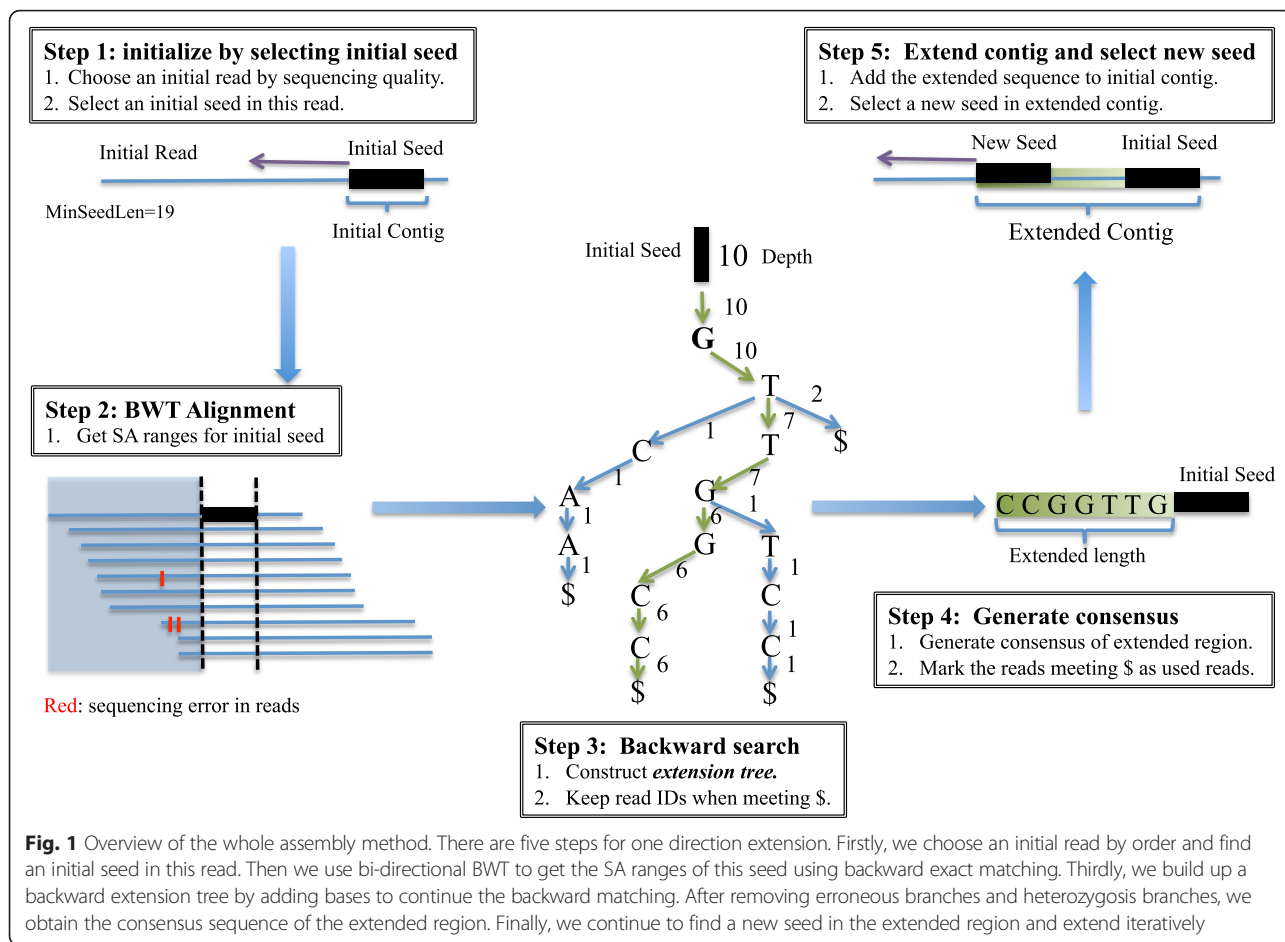 Step 1: initialize by selecting initial seed
1. Choose an initial read by sequencing quality.
2. Select an initial seed in this read.
Initial Read
Initial Seed
MinSeedLen=19
Initial Contig
Step 2: BWT Alignment
1. Get SA ranges for initial seed
Red: sequencing error in reads
Initial Seed
10 Depth
10
G
10
T
1
7
2
C
T
$
1
7
A
G
1
6
1
A
G
T
1
6
1
$
C
C
6
1
C
C
6
1
$
$
Step 3: Backward search
1. Construct extension tree.
2. Keep read IDs when meeting $.
Initial Seed
C C G G T T G
Extended length
Step 4: Generate consensus
1. Generate consensus of extended region.
2. Mark the reads meeting $ as used reads.
Step 5: Extend contig and select new seed
1. Add the extended sequence to initial contig.
2. Select a new seed in extended contig.
New Seed
Initial Seed
Extended Contig
Fig. 1 Overview of the whole assembly method. There are five steps for one direction extension. Firstly, we choose an initial read by order and find
an initial seed in this read. Then we use bi-directional BWT to get the SA ranges of this seed using backward exact matching. Thirdly, we build up a
backward extension tree by adding bases to continue the backward matching. After removing erroneous branches and heterozygosis branches, we
obtain the consensus sequence of the extended region. Finally, we continue to find a new seed in the extended region and extend iteratively